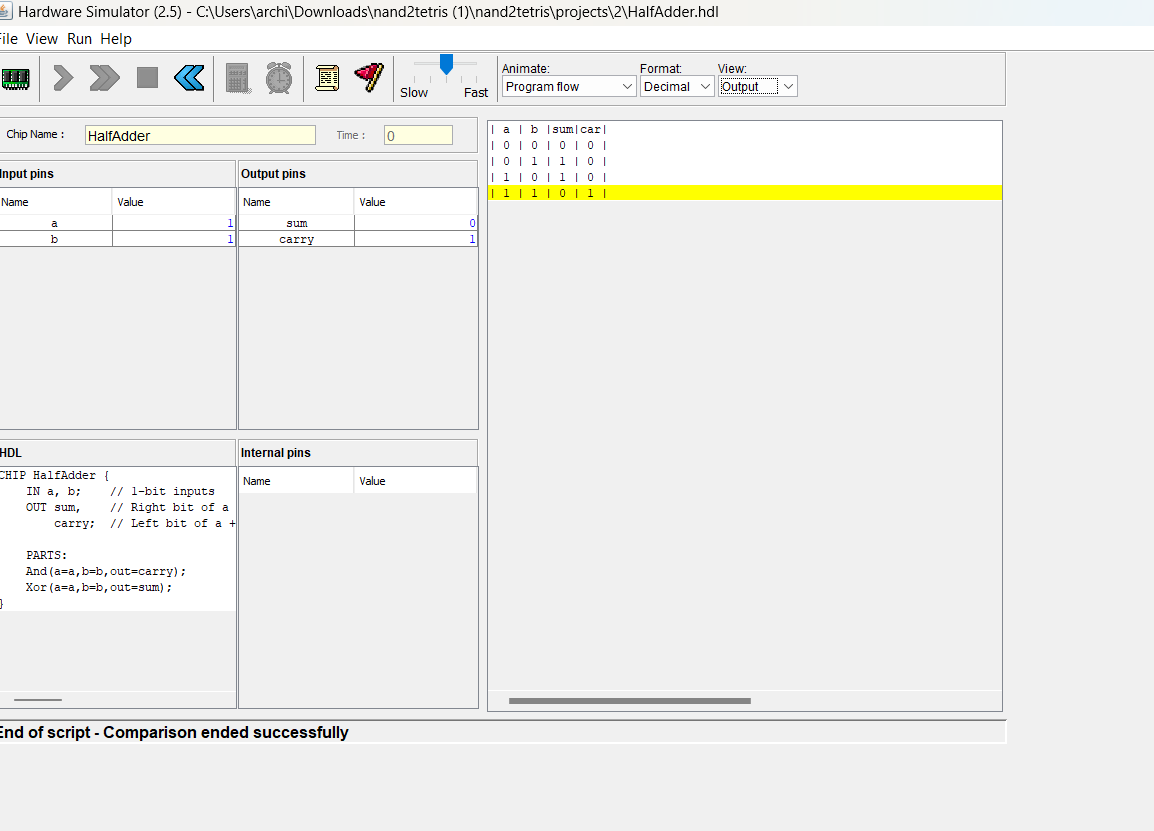 Hardware Simulator (2.5) - C:\Users\archi\Downloads\nand2tetris (1)\nand2tetris\projects\2\HalfAdder.hdl
File View Run Help
Slow Fast
Animate: Format: View:
Program flow Decimal Output
Chip Name : HalfAdder Time : 0
Input pins
Name Value
a 1
b 1
Output pins
Name Value
sum 0
carry 1
| a | b |sum|car|
| 0 | 0 | 0 | 0 |
| 0 | 1 | 1 | 0 |
| 1 | 0 | 1 | 0 |
| 1 | 1 | 0 | 1 |
HDL
CHIP HalfAdder {
IN a, b; // 1-bit inputs
OUT sum, // Right bit of a
carry; // Left bit of a +
PARTS:
And(a=a,b=b,out=carry);
Xor(a=a,b=b,out=sum);
}
Internal pins
Name Value
End of script - Comparison ended successfully